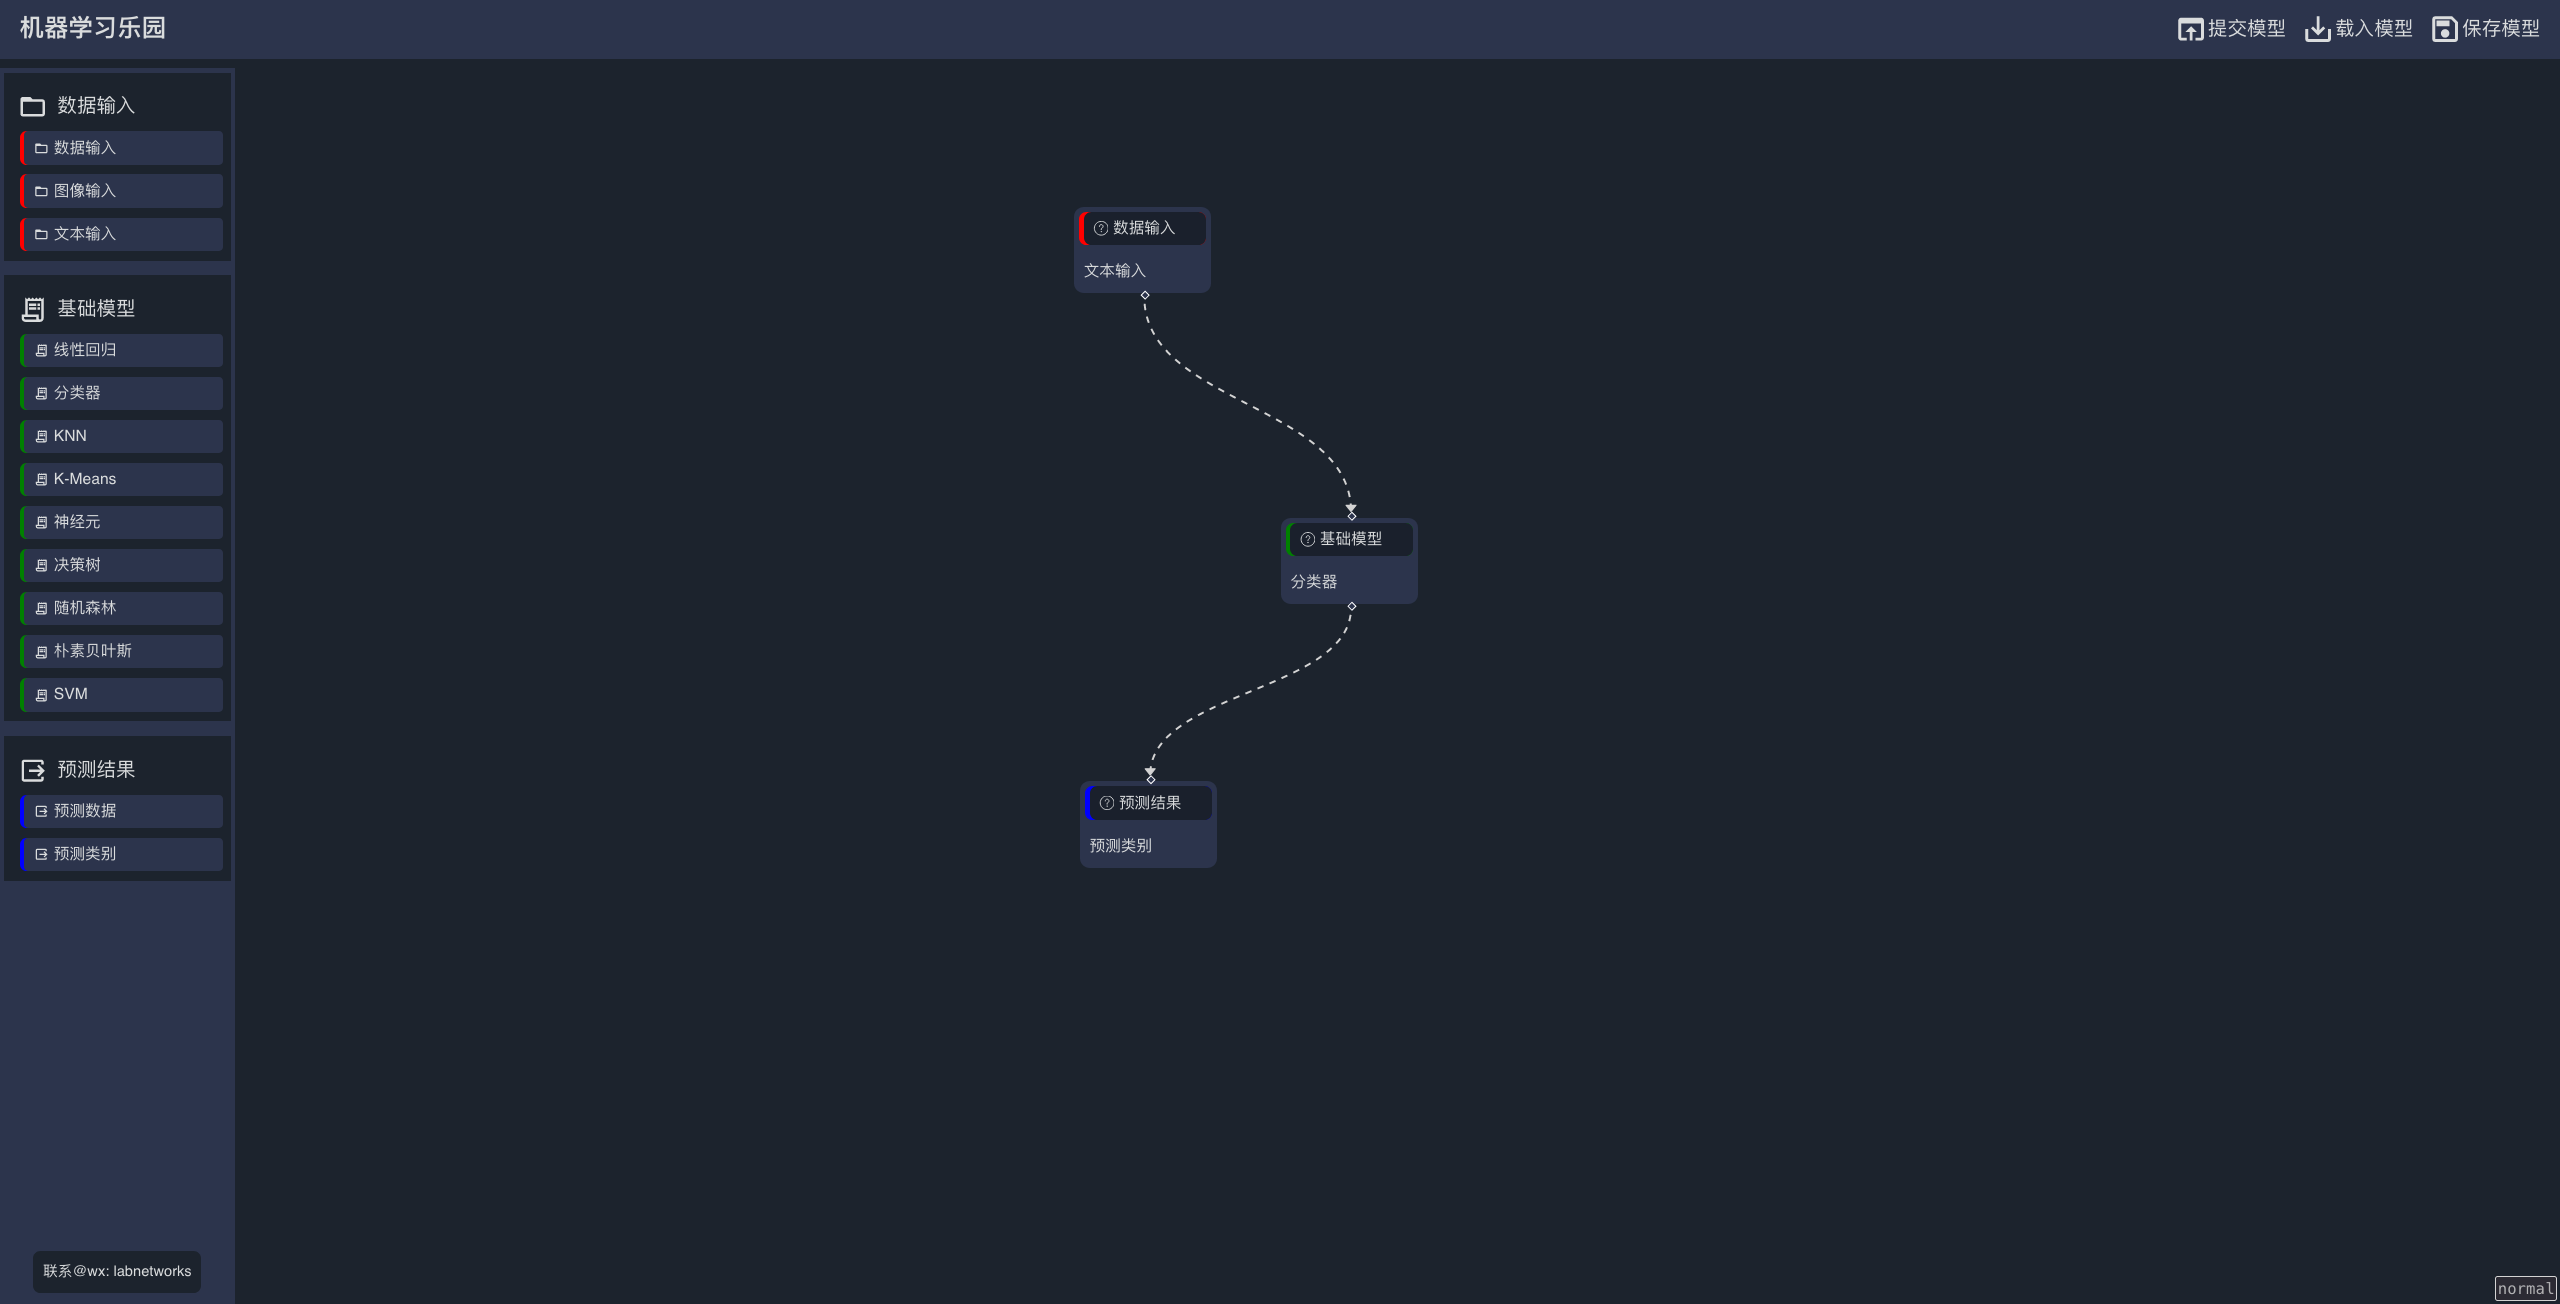 机器学习乐园
提交模型
载入模型
保存模型
数据输入
数据输入
图像输入
文本输入
基础模型
线性回归
分类器
KNN
K-Means
神经元
决策树
随机森林
朴素贝叶斯
SVM
预测结果
预测数据
预测类别
联系@wx: labnetworks
? 数据输入
文本输入
? 基础模型
分类器
? 预测结果
预测类别
normal